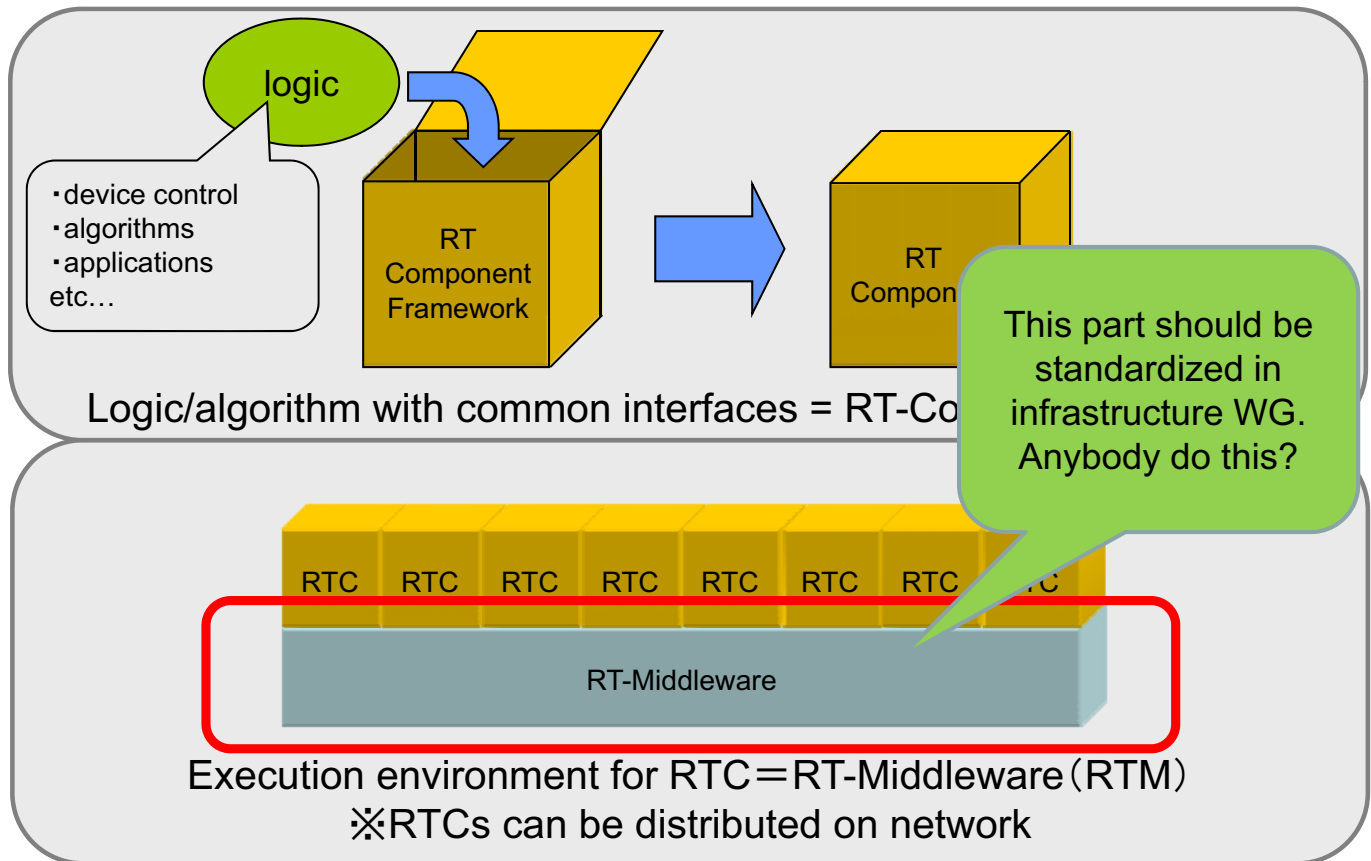 logic
・device control
・algorithms
・applications
etc…
RT
Component
Framework
RT
Compon
This part should be
standardized in
infrastructure WG.
Anybody do this?
Logic/algorithm with common interfaces = RT-Co
RTC RTC RTC RTC RTC RTC RTC TC
RT-Middleware
Execution environment for RTC=RT-Middleware(RTM)
※RTCs can be distributed on network